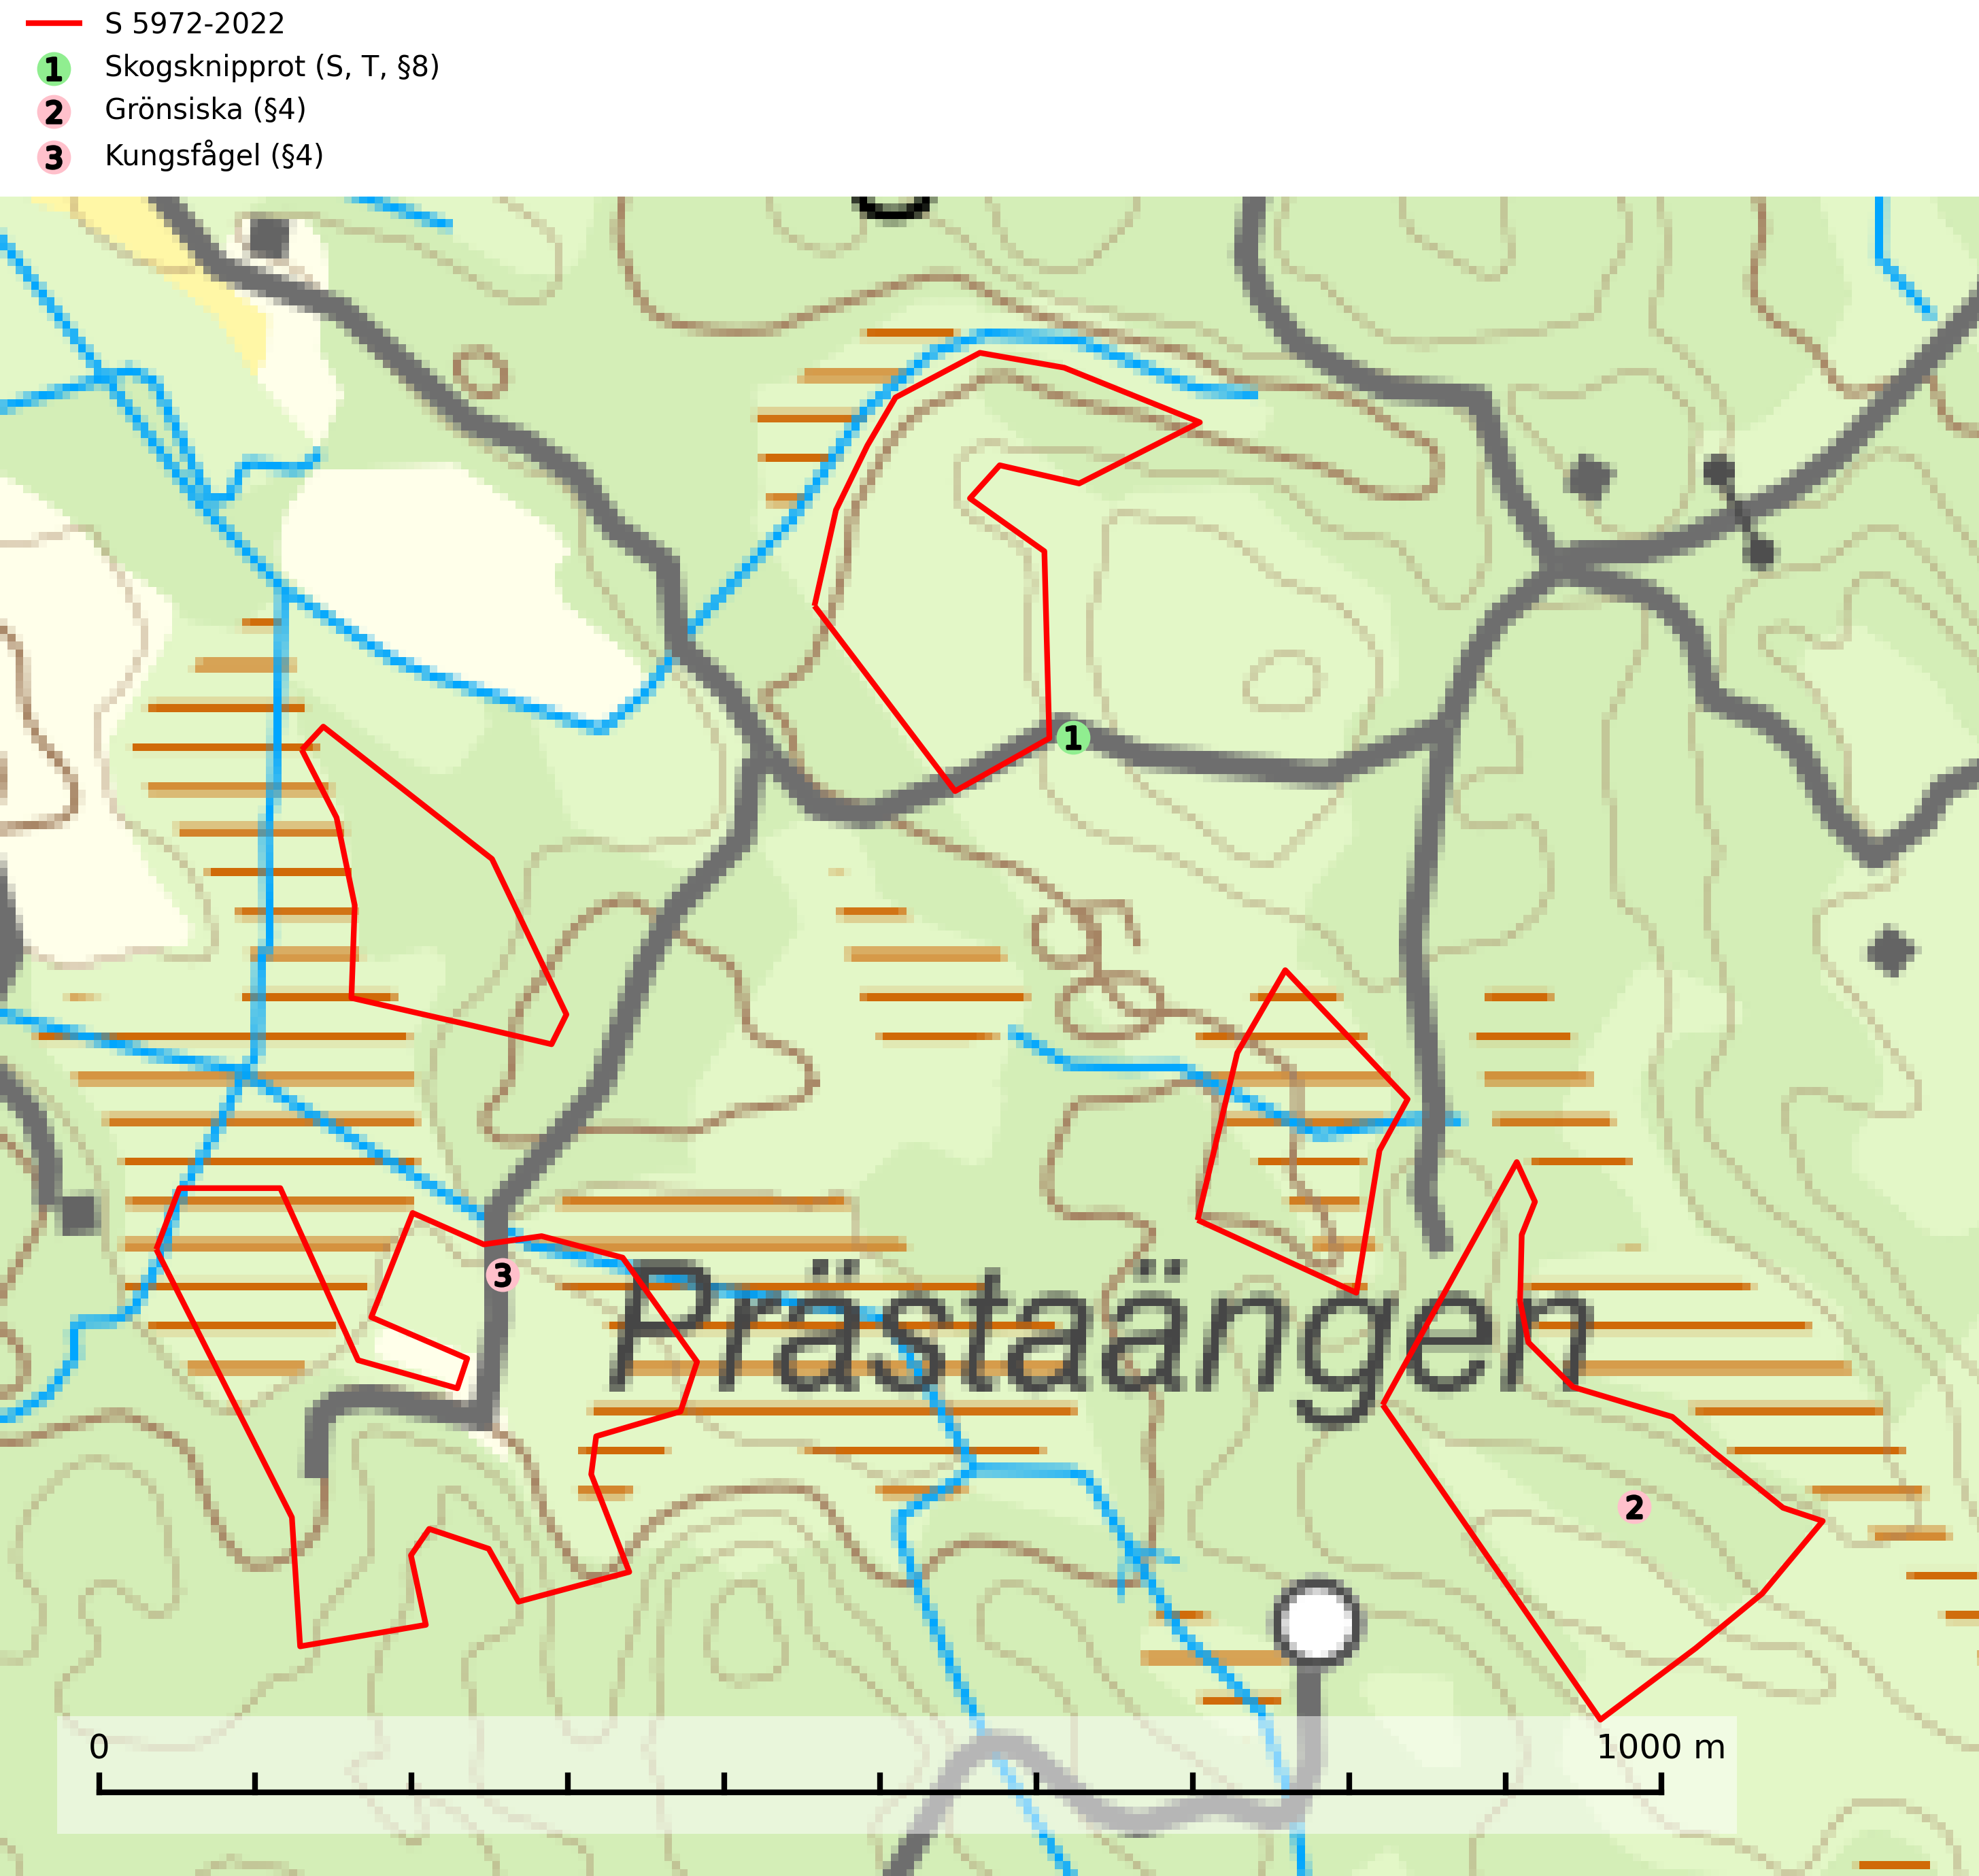 S 5972-2022
1 Skogsknipprot (S, T, §8)
2 Grönsiska (§4)
3 Kungsfågel (§4)
1
3
Prästaängen
2
0 1000 m